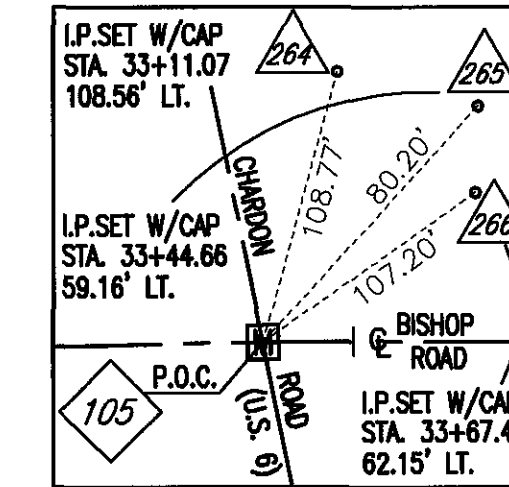 I.P.SET W/CAP
STA. 33+11.07
108.56' LT.
264
265
108.77'
80.20'
CHARDON
I.P.SET W/CAP
STA. 33+44.66
59.16' LT.
266
107.20'
M
℄ BISHOP
ROAD
P.O.C.
105
ROAD
(U.S. 6)
I.P.SET W/CA
STA. 33+67.4
62.15' LT.